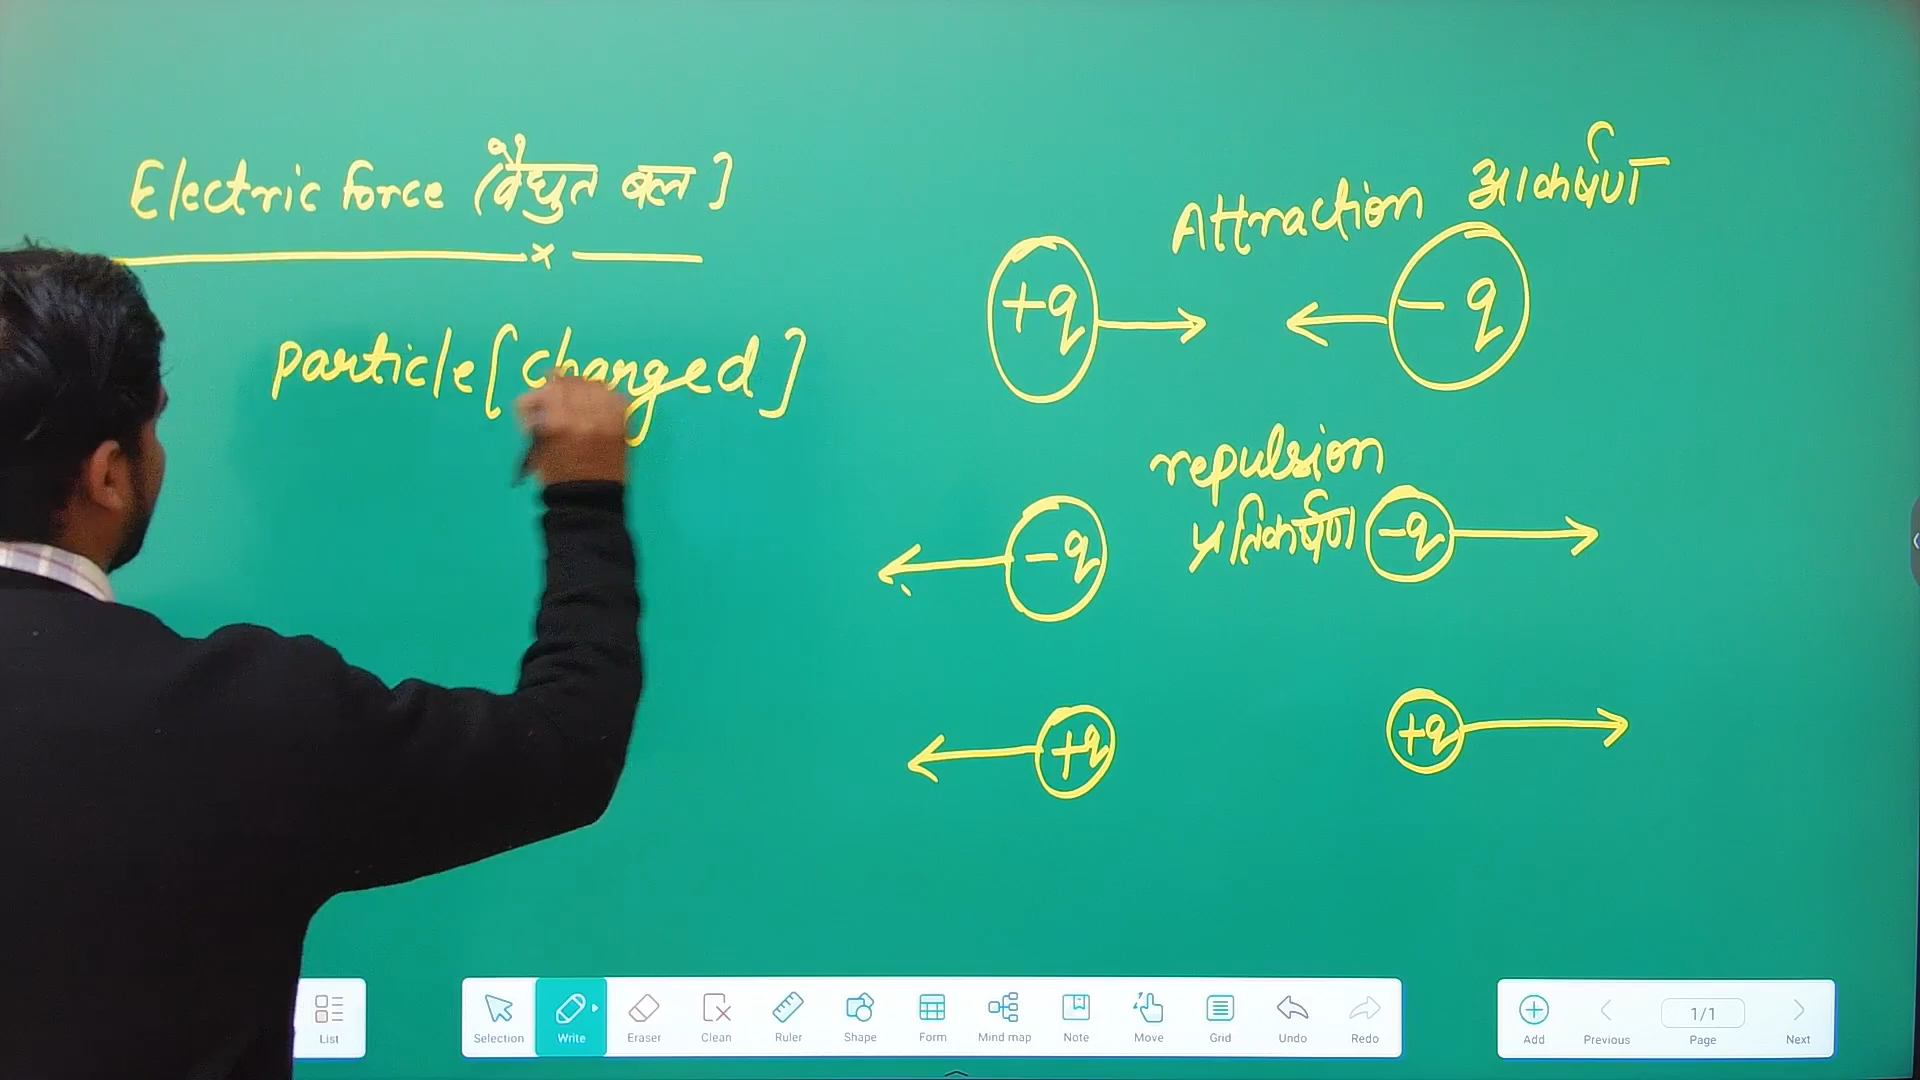 Electric force (वैद्युत बल]
x
Particle [charged]
Attraction आकर्षण
+q
- q
repulsion
प्रतिकर्षण
-q
-q
+q
+q
List
Selection
Write
Eraser
Clean
Ruler
Shape
Form
Mind map
Note
Move
Grid
Undo
Redo
Add
Previous
1/1
Page
Next